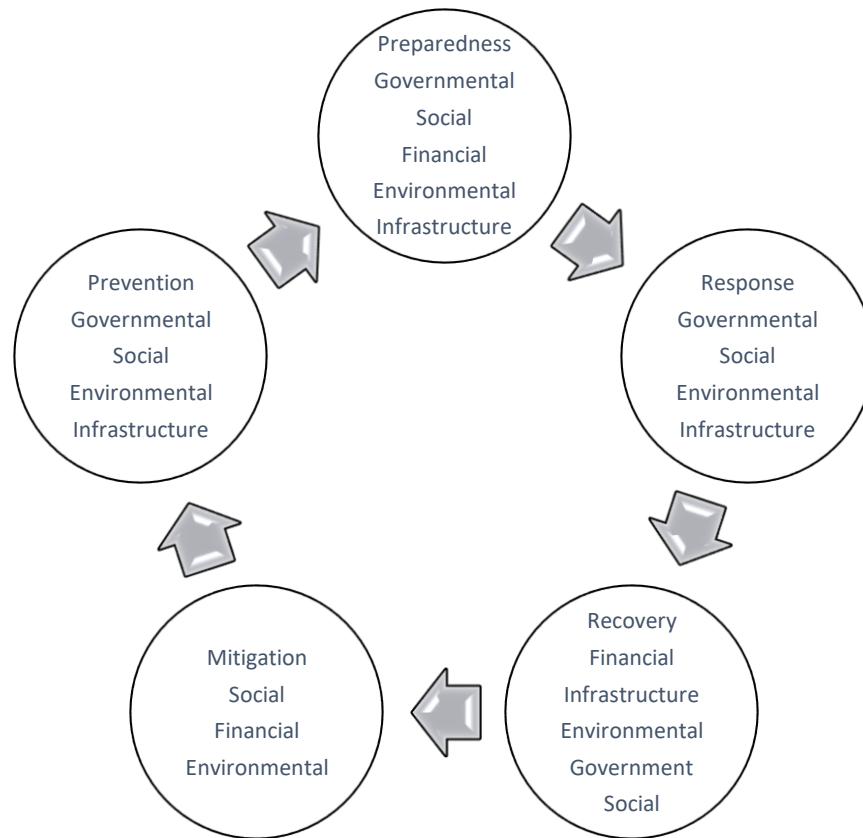 Preparedness
Governmental
Social
Financial
Environmental
Infrastructure
Response
Governmental
Social
Environmental
Infrastructure
Recovery
Financial
Infrastructure
Environmental
Government
Social
Mitigation
Social
Financial
Environmental
Prevention
Governmental
Social
Environmental
Infrastructure